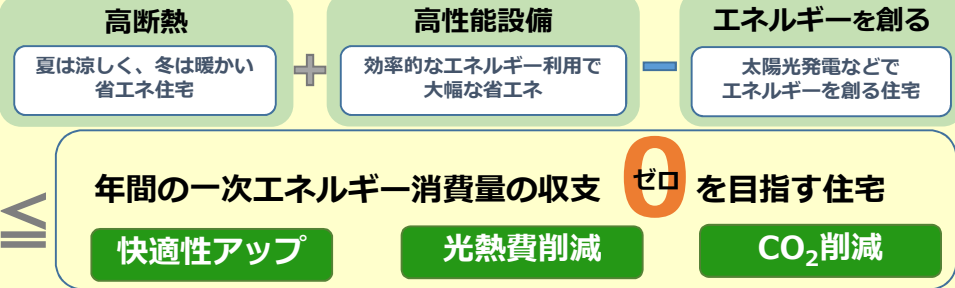 高断熱
夏は涼しく、冬は暖かい
省エネ住宅
+
高性能設備
効率的なエネルギー利用で
大幅な省エネ
−
エネルギーを創る
太陽光発電などで
エネルギーを創る住宅
≦
年間の一次エネルギー消費量の収支 0 ゼロ を目指す住宅
快適性アップ
光熱費削減
CO₂削減